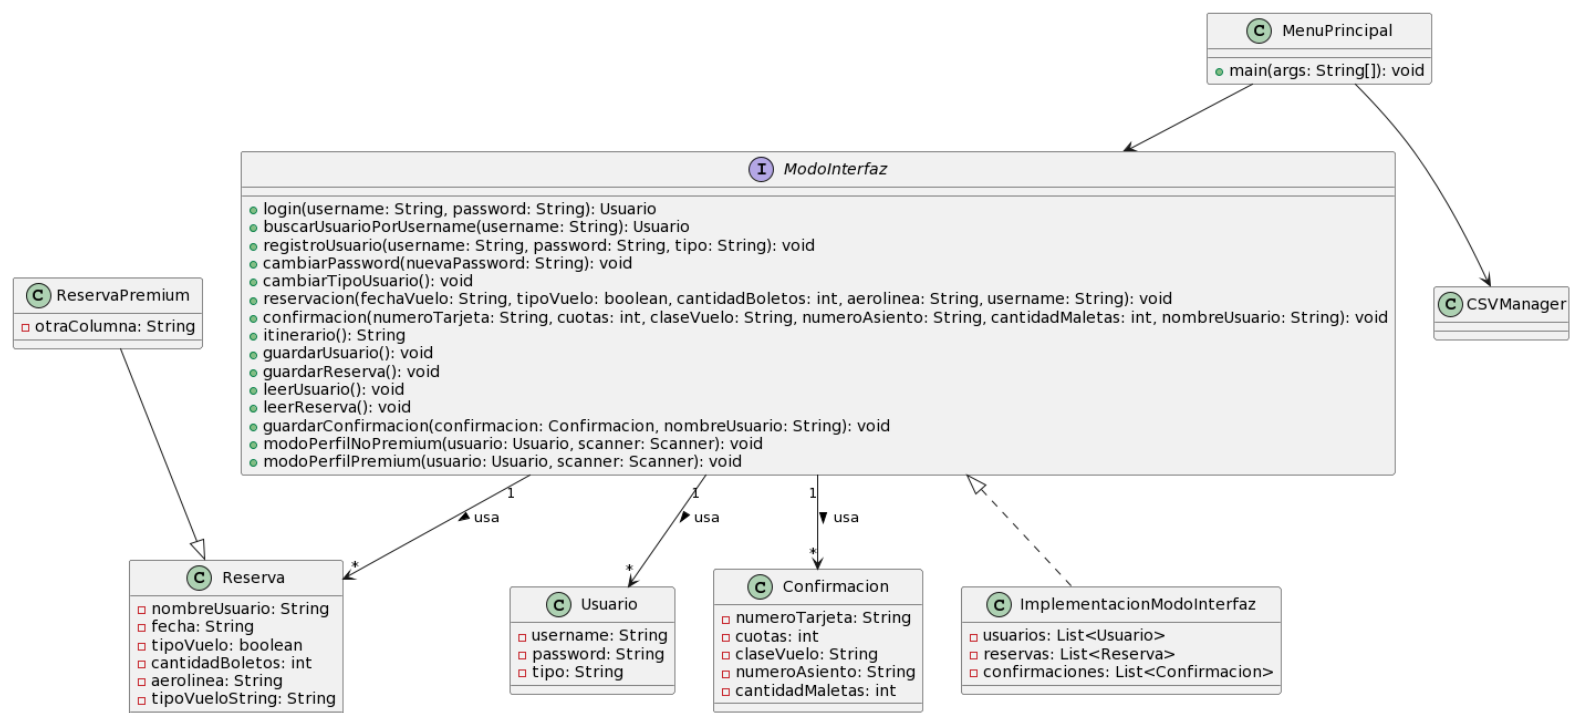 C MenuPrincipal
main(args: String[]): void
I ModoInterfaz
login(username: String, password: String): Usuario
buscarUsuarioPorUsername(username: String): Usuario
registroUsuario(username: String, password: String, tipo: String): void
cambiarPassword(nuevaPassword: String): void
cambiarTipoUsuario(): void
reservacion(fechaVuelo: String, tipoVuelo: boolean, cantidadBoletos: int, aerolinea: String, username: String): void
confirmacion(numeroTarjeta: String, cuotas: int, claseVuelo: String, numeroAsiento: String, cantidadMaletas: int, nombreUsuario: String): void
itinerario(): String
guardarUsuario(): void
guardarReserva(): void
leerUsuario(): void
leerReserva(): void
guardarConfirmacion(confirmacion: Confirmacion, nombreUsuario: String): void
modoPerfilNoPremium(usuario: Usuario, scanner: Scanner): void
modoPerfilPremium(usuario: Usuario, scanner: Scanner): void
C ReservaPremium
otraColumna: String
C CSVManager
1
usa
*
1
usa
*
1
usa
*
C Reserva
nombreUsuario: String
fecha: String
tipoVuelo: boolean
cantidadBoletos: int
aerolinea: String
tipoVueloString: String
C Usuario
username: String
password: String
tipo: String
C Confirmacion
numeroTarjeta: String
cuotas: int
claseVuelo: String
numeroAsiento: String
cantidadMaletas: int
C ImplementacionModoInterfaz
usuarios: List<Usuario>
reservas: List<Reserva>
confirmaciones: List<Confirmacion>